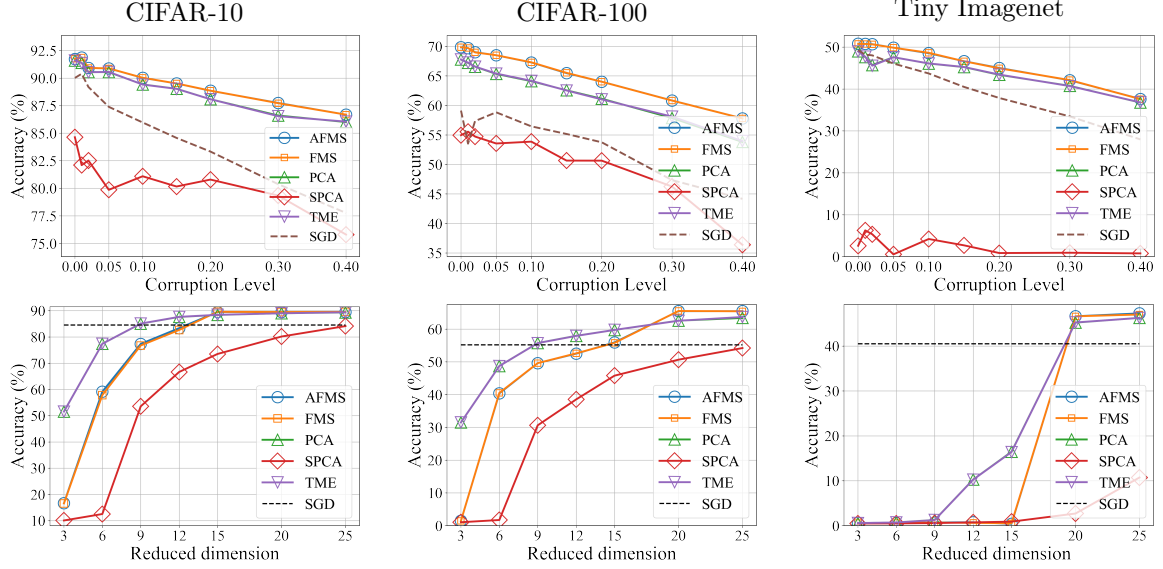 CIFAR-10
CIFAR-100
Tiny Imagenet
Accuracy (%)
92.5
90.0
87.5
85.0
82.5
80.0
77.5
75.0
AFMS
FMS
PCA
SPCA
TME
SGD
0.00 0.05 0.10 0.20 0.30 0.40
Corruption Level
Accuracy (%)
70
65
60
55
50
45
40
35
AFMS
FMS
PCA
SPCA
TME
SGD
0.00 0.05 0.10 0.20 0.30 0.40
Corruption Level
Accuracy (%)
50
40
30
20
10
0
AFMS
FMS
PCA
SPCA
TME
SGD
0.00 0.05 0.10 0.20 0.30 0.40
Corruption Level
Accuracy (%)
90
80
70
60
50
40
30
20
10
AFMS
FMS
PCA
SPCA
TME
SGD
3 6 9 12 15 20 25
Reduced dimension
Accuracy (%)
60
50
40
30
20
10
0
AFMS
FMS
PCA
SPCA
TME
SGD
3 6 9 12 15 20 25
Reduced dimension
Accuracy (%)
40
30
20
10
0
AFMS
FMS
PCA
SPCA
TME
SGD
3 6 9 12 15 20 25
Reduced dimension